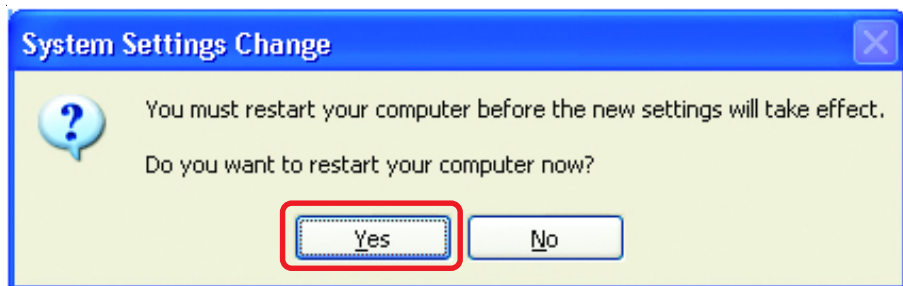 System Settings Change
You must restart your computer before the new settings will take effect.
Do you want to restart your computer now?
Yes
No